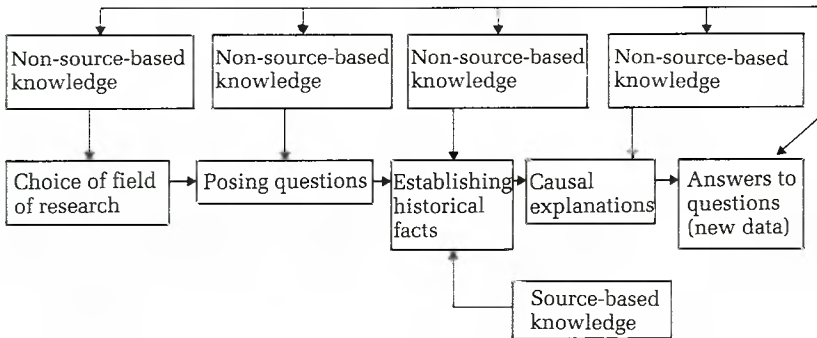 Non-source-based
knowledge
Non-source-based
knowledge
Non-source-based
knowledge
Non-source-based
knowledge
Choice of field
of research
Posing questions
Establishing
historical
facts
Causal
explanations
Answers to
questions
(new data)
Source-based
knowledge